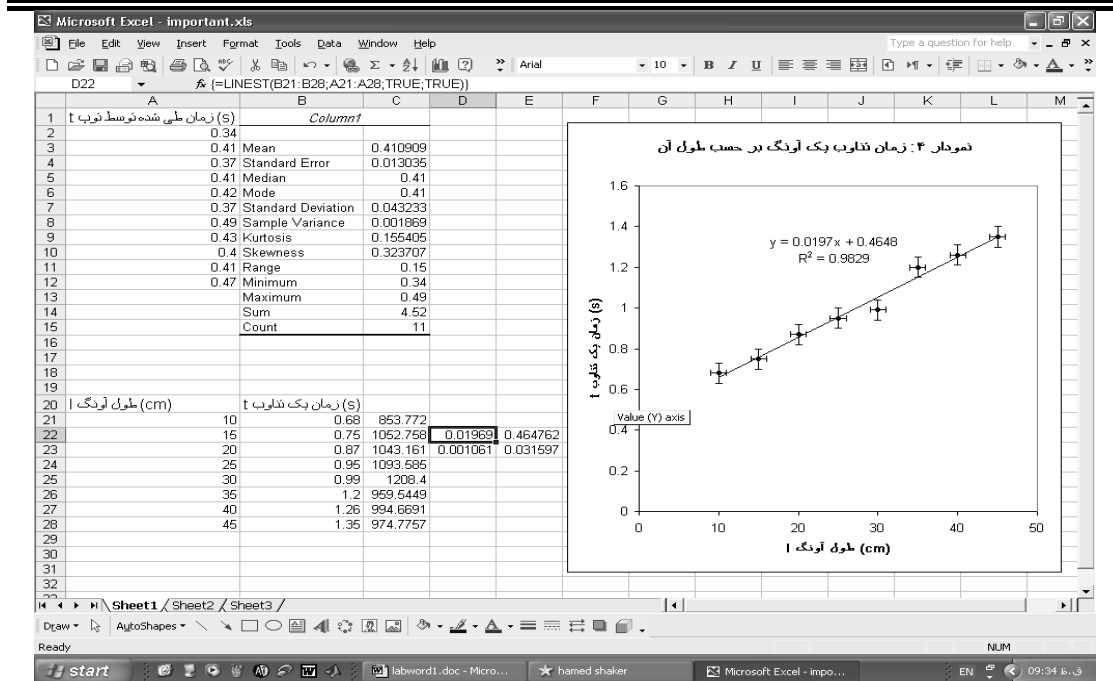 Microsoft Excel - important.xls
File Edit View Insert Format Tools Data Window Help Type a question for help
Arial 10 B I U
D22 fx {=LINEST(B21:B28;A21:A28;TRUE;TRUE)}
A B C D E F G H I J K L M
1 زمان طی شده توسط توپ t (s) Column1
2 0.34
3 0.41 Mean 0.410909
4 0.37 Standard Error 0.013035
5 0.41 Median 0.41
6 0.42 Mode 0.41
7 0.37 Standard Deviation 0.043233
8 0.49 Sample Variance 0.001869
9 0.43 Kurtosis 0.155405
10 0.4 Skewness 0.323707
11 0.41 Range 0.15
12 0.47 Minimum 0.34
13 Maximum 0.49
14 Sum 4.52
15 Count 11
16
17
18
19
20 طول آونگ l (cm) زمان یک تناوب t (s)
21 10 0.68 853.772
22 15 0.75 1052.758 0.01969 0.464762
23 20 0.87 1043.161 0.001061 0.031597
24 25 0.95 1093.585
25 30 0.99 1208.4
26 35 1.2 959.5449
27 40 1.26 994.6691
28 45 1.35 974.7757
29
30
31
32
نمودار ۴: زمان تناوب یک آونگ بر حسب طول آن
1.6
1.4
y = 0.0197x + 0.4648
R² = 0.9829
1.2
1
0.8
0.6
Value (Y) axis
0.4
0.2
0
0 10 20 30 40 50
زمان یک تناوب t (s)
طول آونگ l (cm)
Sheet1 Sheet2 Sheet3
Draw AutoShapes
Ready NUM
start labword1.doc - Micro... hamed shaker Microsoft Excel - impo... EN 09:34 ق.ظ